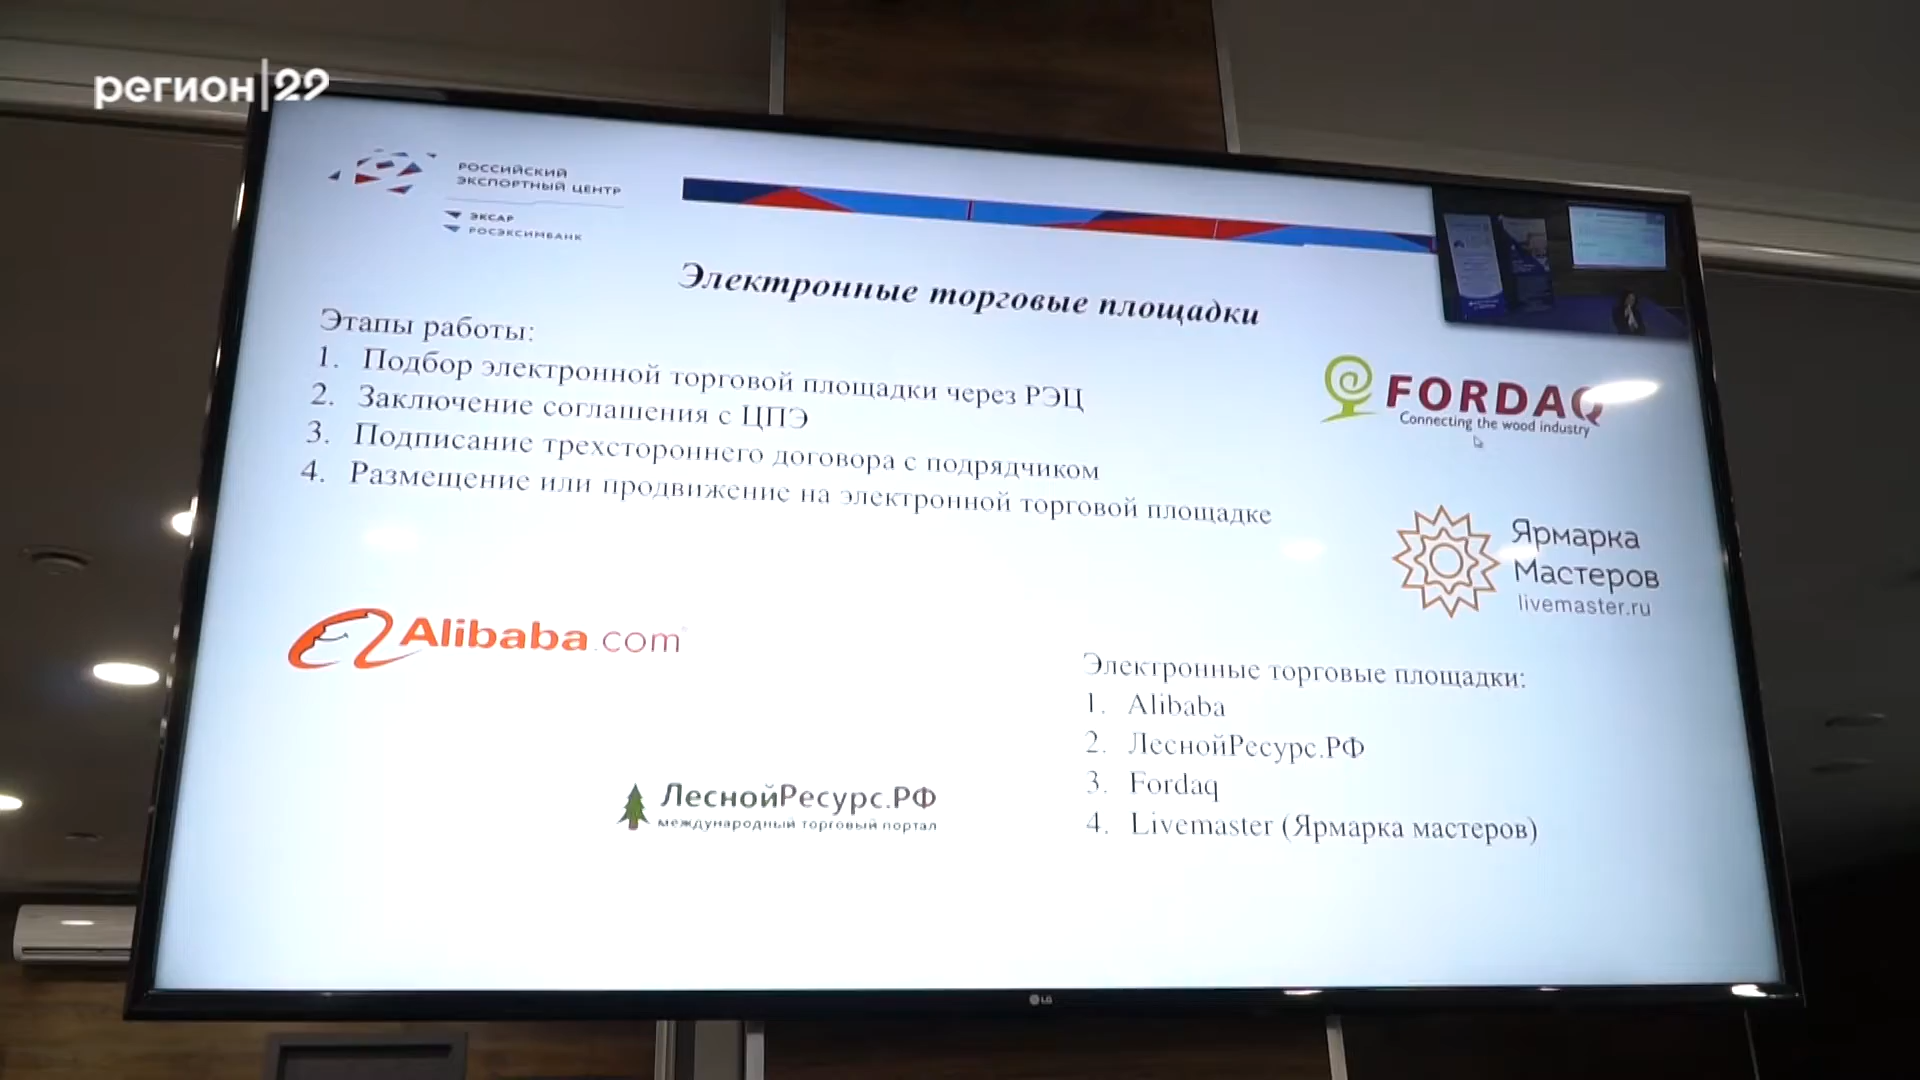 регион|29
РОССИЙСКИЙ
ЭКСПОРТНЫЙ ЦЕНТР
ЭКСАР
РОСЭКСИМБАНК
Электронные торговые площадки
Этапы работы:
1. Подбор электронной торговой площадки через РЭЦ
2. Заключение соглашения с ЦПЭ
3. Подписание трехстороннего договора с подрядчиком
4. Размещение или продвижение на электронной торговой площадке
FORDAQ
Connecting the wood industry
Ярмарка
Мастеров
livemaster.ru
Alibaba.com
ЛеснойРесурс.РФ
международный торговый портал
Электронные торговые площадки:
1. Alibaba
2. ЛеснойРесурс.РФ
3. Fordaq
4. Livemaster (Ярмарка мастеров)
LG